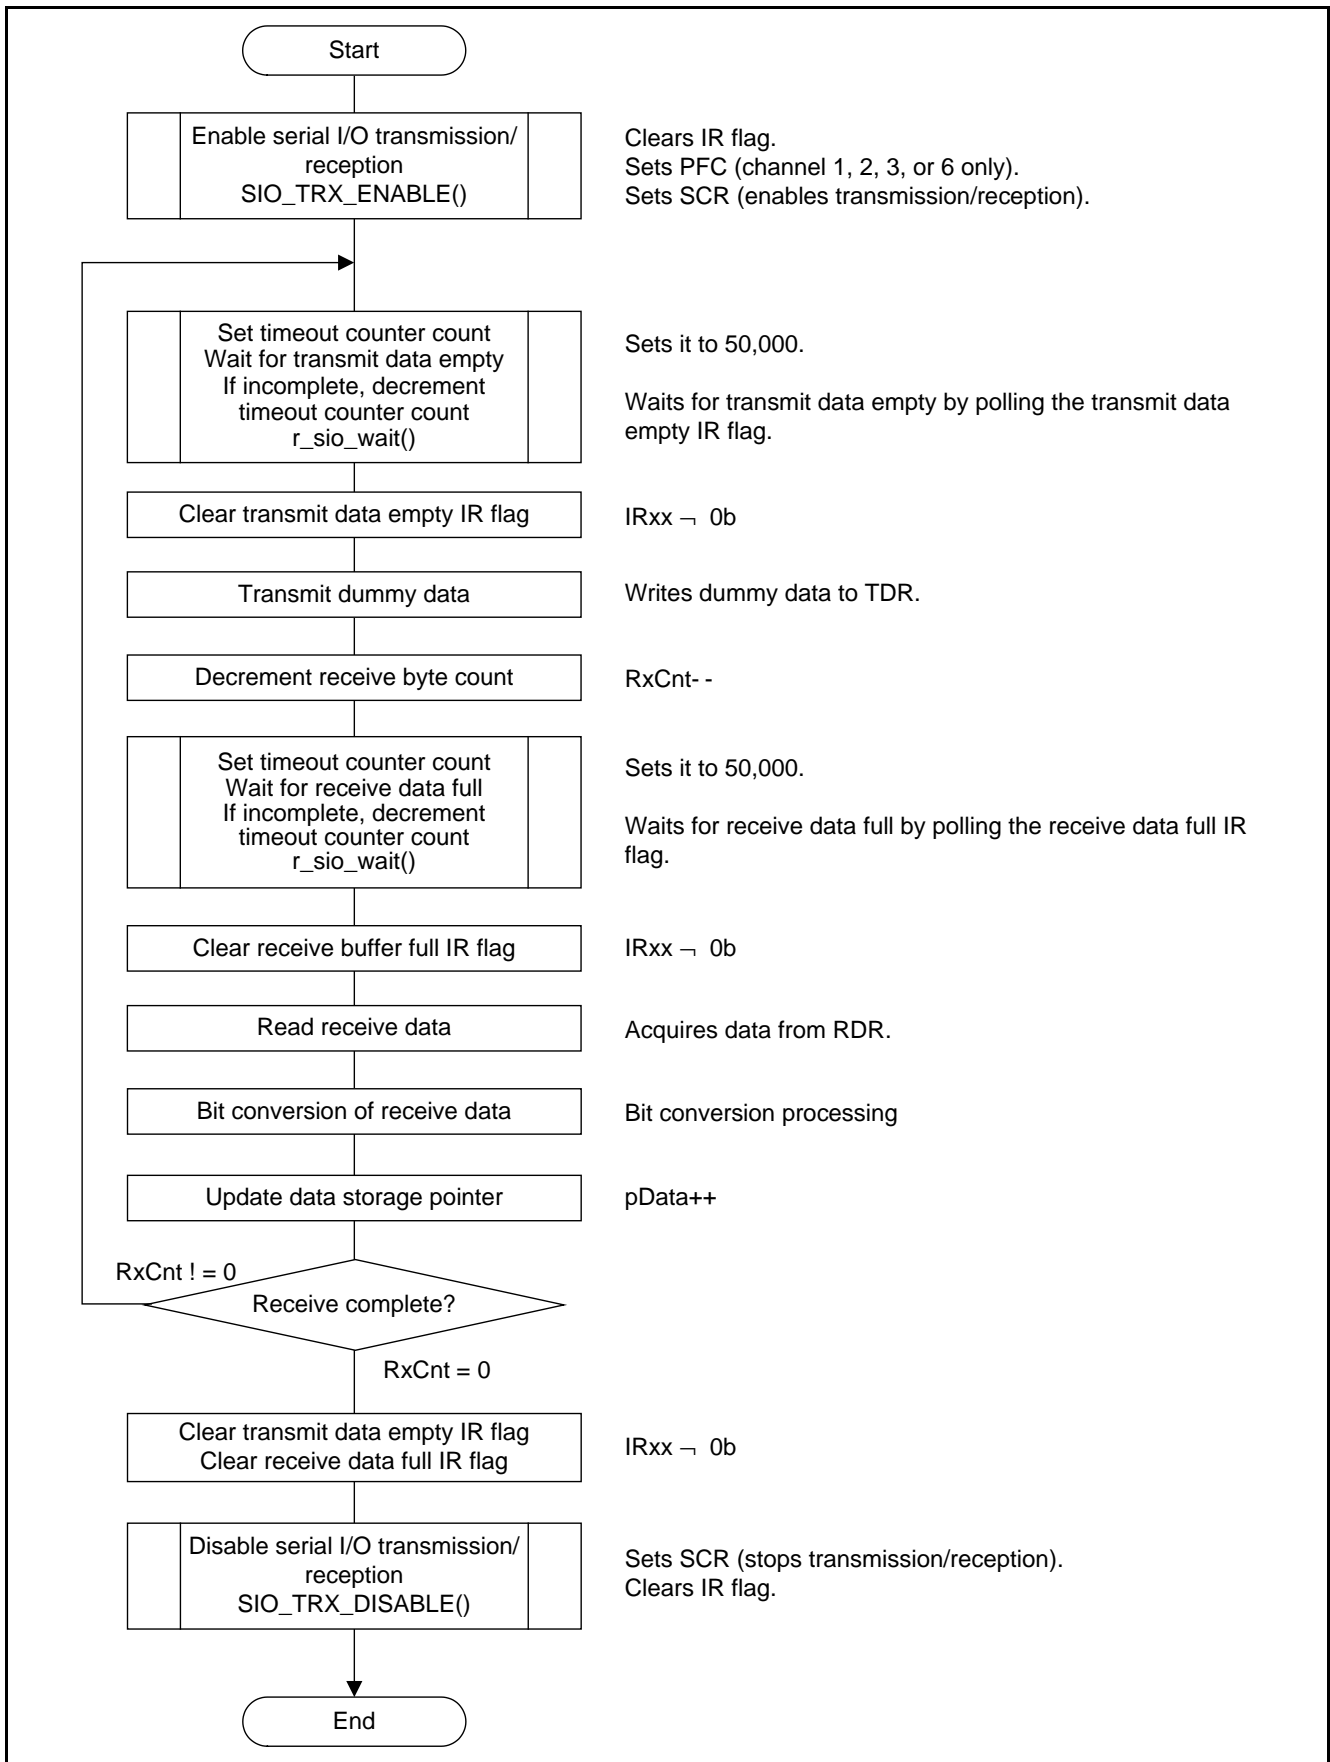 Start
Enable serial I/O transmission/
reception
SIO_TRX_ENABLE()
Clears IR flag.
Sets PFC (channel 1, 2, 3, or 6 only).
Sets SCR (enables transmission/reception).
Set timeout counter count
Wait for transmit data empty
If incomplete, decrement
timeout counter count
r_sio_wait()
Sets it to 50,000.
Waits for transmit data empty by polling the transmit data
empty IR flag.
Clear transmit data empty IR flag
IRxx ¬ 0b
Transmit dummy data
Writes dummy data to TDR.
Decrement receive byte count
RxCnt- -
Set timeout counter count
Wait for receive data full
If incomplete, decrement
timeout counter count
r_sio_wait()
Sets it to 50,000.
Waits for receive data full by polling the receive data full IR
flag.
Clear receive buffer full IR flag
IRxx ¬ 0b
Read receive data
Acquires data from RDR.
Bit conversion of receive data
Bit conversion processing
Update data storage pointer
pData++
RxCnt ! = 0
Receive complete?
RxCnt = 0
Clear transmit data empty IR flag
Clear receive data full IR flag
IRxx ¬ 0b
Disable serial I/O transmission/
reception
SIO_TRX_DISABLE()
Sets SCR (stops transmission/reception).
Clears IR flag.
End